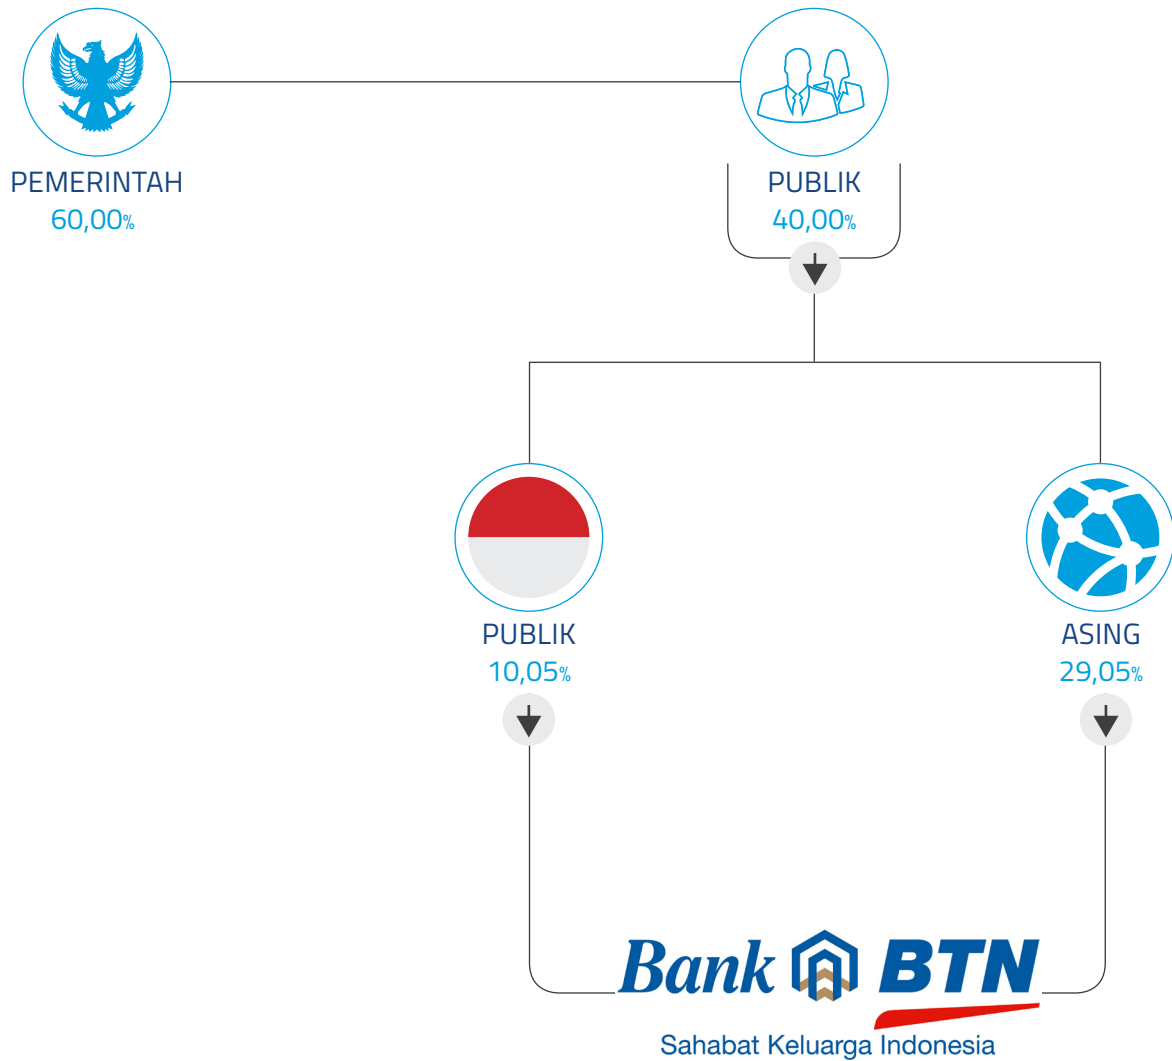 PEMERINTAH
60,00%
PUBLIK
40,00%
PUBLIK
10,05%
ASING
29,05%
Bank BTN
Sahabat Keluarga Indonesia